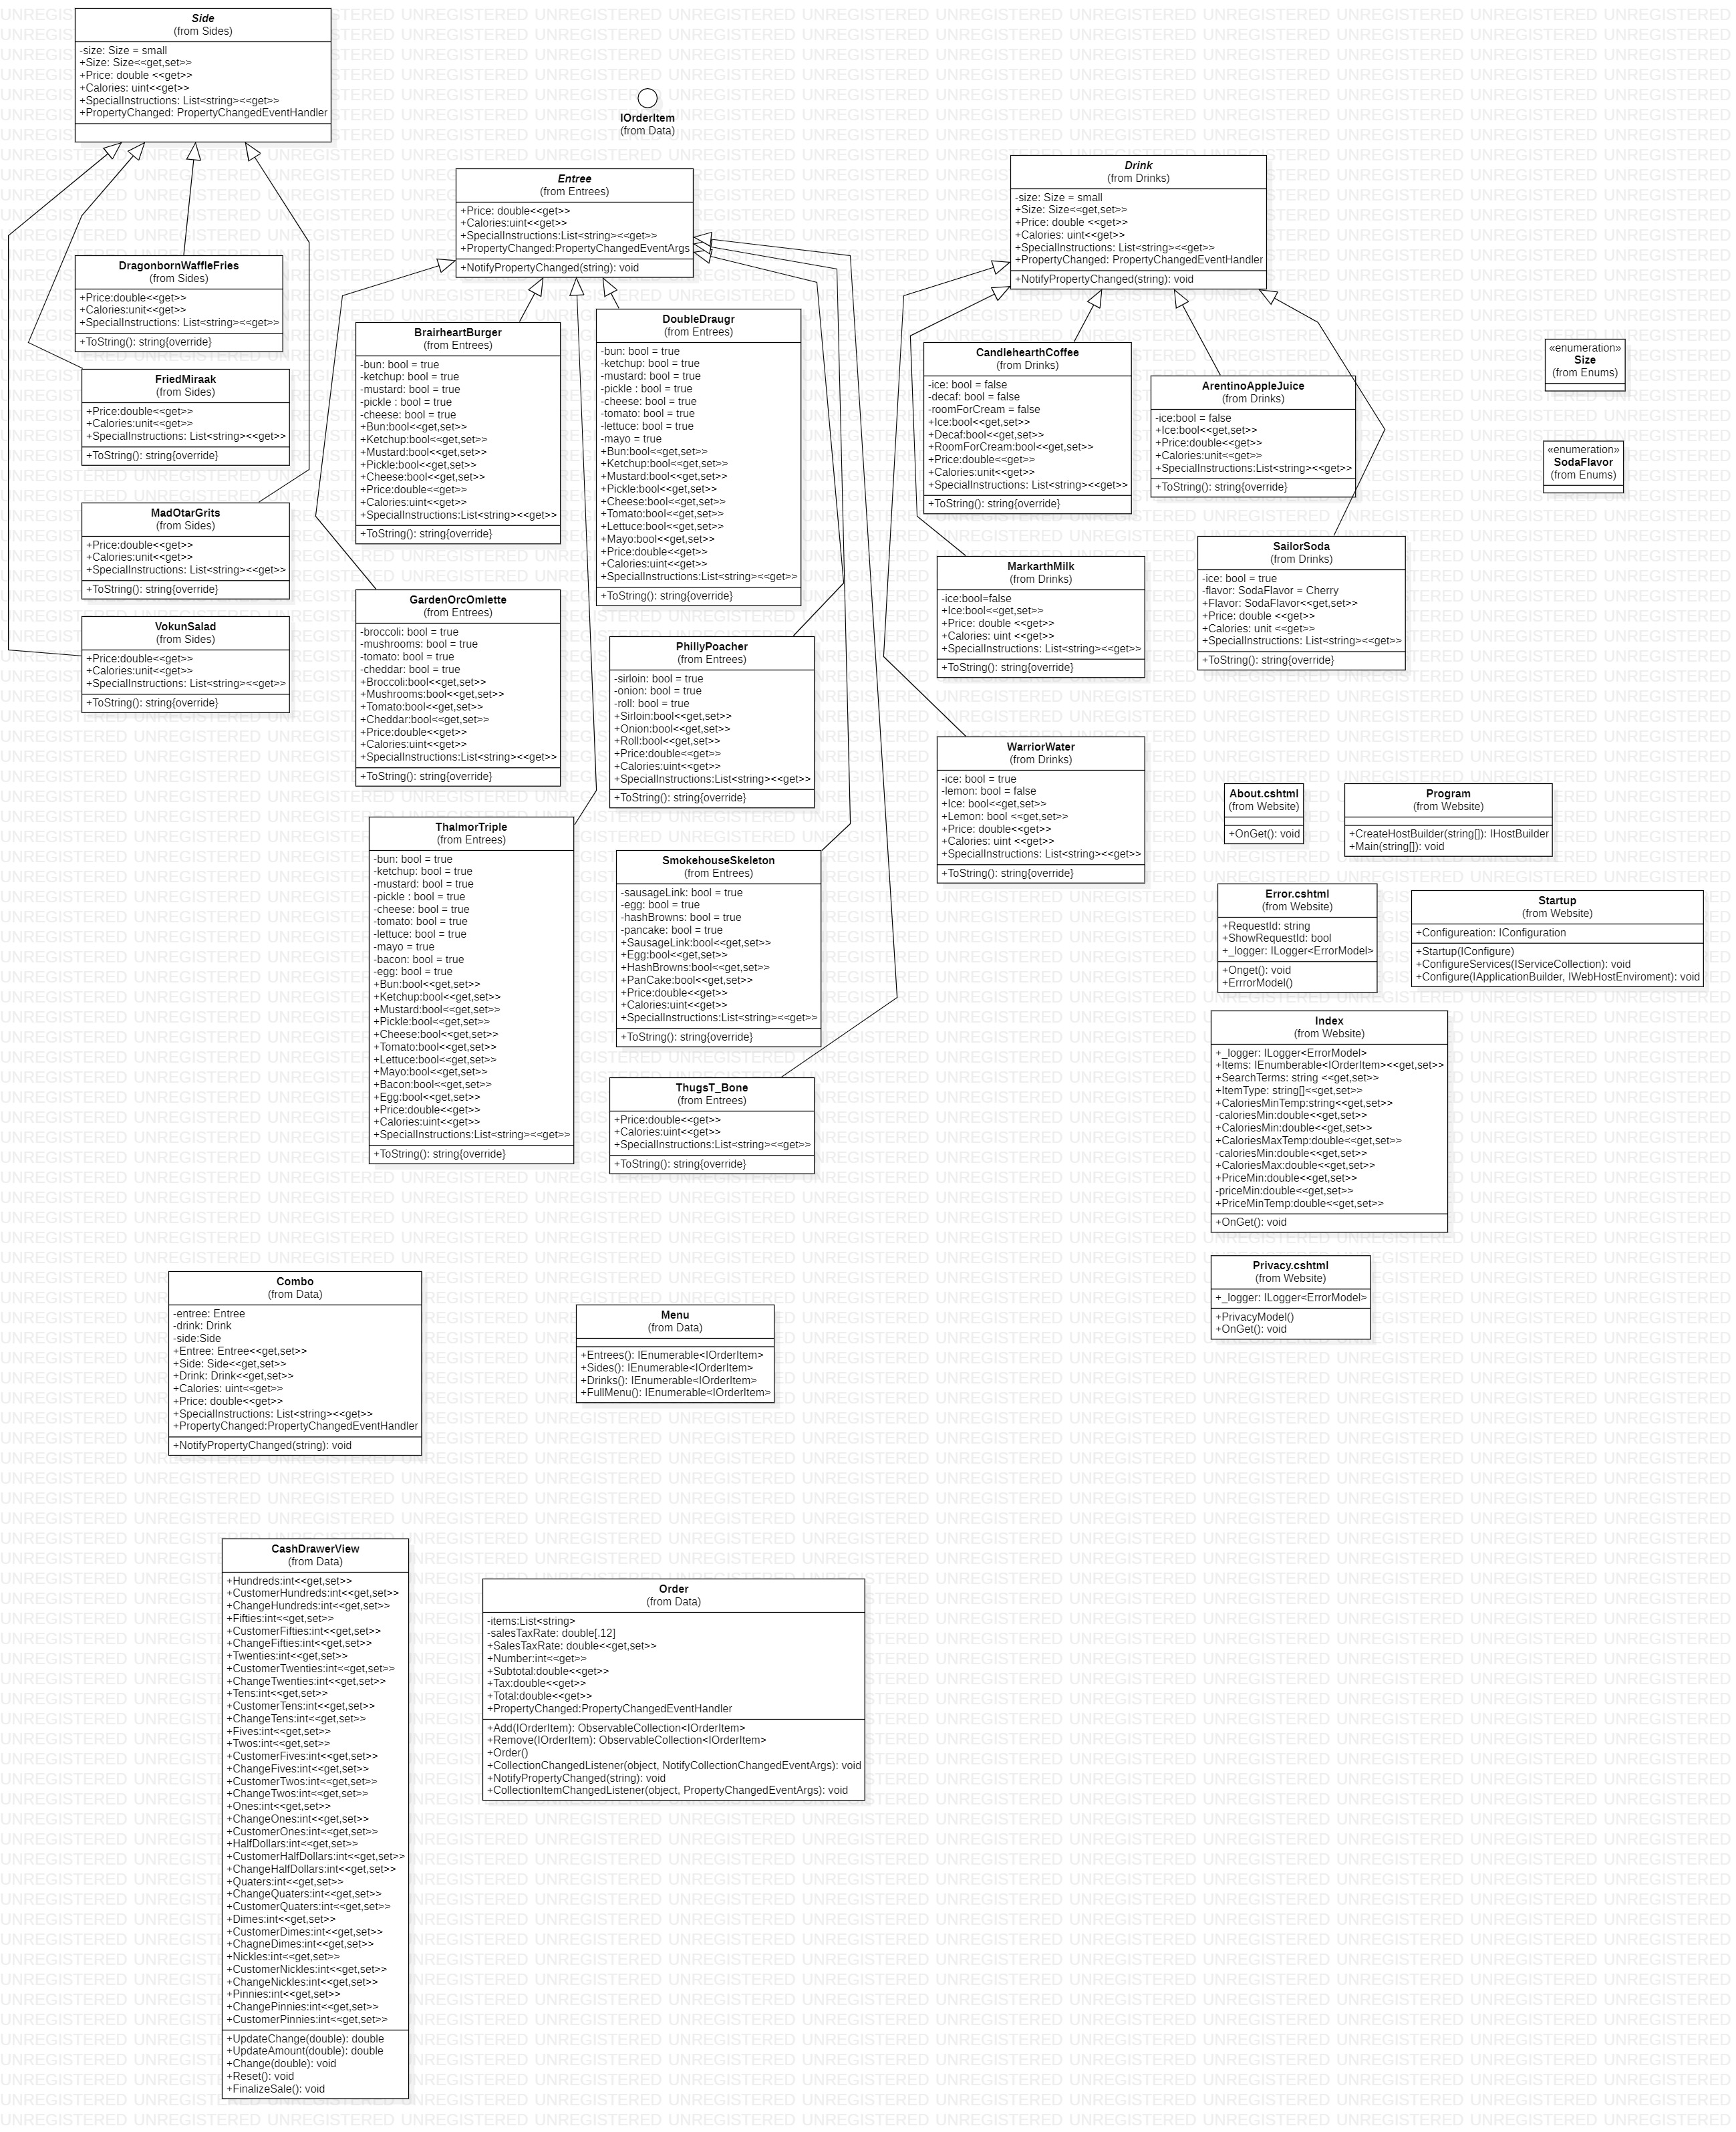 Side
(from Sides)
-size: Size = small
+Size: Size<<get,set>>
+Price: double <<get>>
+Calories: uint<<get>>
+SpecialInstructions: List<string><<get>>
+PropertyChanged: PropertyChangedEventHandler
IOrderItem
(from Data)
Entree
(from Entrees)
+Price: double<<get>>
+Calories:uint<<get>>
+SpecialInstructions:List<string><<get>>
+PropertyChanged:PropertyChangedEventArgs
+NotifyPropertyChanged(string): void
Drink
(from Drinks)
-size: Size = small
+Size: Size<<get,set>>
+Price: double <<get>>
+Calories: uint<<get>>
+SpecialInstructions: List<string><<get>>
+PropertyChanged: PropertyChangedEventHandler
+NotifyPropertyChanged(string): void
DragonbornWaffleFries
(from Sides)
+Price:double<<get>>
+Calories:unit<<get>>
+SpecialInstructions: List<string><<get>>
+ToString(): string{override}
FriedMiraak
(from Sides)
+Price:double<<get>>
+Calories:unit<<get>>
+SpecialInstructions: List<string><<get>>
+ToString(): string{override}
MadOtarGrits
(from Sides)
+Price:double<<get>>
+Calories:unit<<get>>
+SpecialInstructions: List<string><<get>>
+ToString(): string{override}
VokunSalad
(from Sides)
+Price:double<<get>>
+Calories:unit<<get>>
+SpecialInstructions: List<string><<get>>
+ToString(): string{override}
BrairheartBurger
(from Entrees)
-bun: bool = true
-ketchup: bool = true
-mustard: bool = true
-pickle : bool = true
-cheese: bool = true
+Bun:bool<<get,set>>
+Ketchup:bool<<get,set>>
+Mustard:bool<<get,set>>
+Pickle:bool<<get,set>>
+Cheese:bool<<get,set>>
+Price:double<<get>>
+Calories:uint<<get>>
+SpecialInstructions:List<string><<get>>
+ToString(): string{override}
DoubleDraugr
(from Entrees)
-bun: bool = true
-ketchup: bool = true
-mustard: bool = true
-pickle : bool = true
-cheese: bool = true
-tomato: bool = true
-lettuce: bool = true
-mayo = true
+Bun:bool<<get,set>>
+Ketchup:bool<<get,set>>
+Mustard:bool<<get,set>>
+Pickle:bool<<get,set>>
+Cheese:bool<<get,set>>
+Tomato:bool<<get,set>>
+Lettuce:bool<<get,set>>
+Mayo:bool<<get,set>>
+Price:double<<get>>
+Calories:uint<<get>>
+SpecialInstructions:List<string><<get>>
+ToString(): string{override}
GardenOrcOmlette
(from Entrees)
-broccoli: bool = true
-mushrooms: bool = true
-tomato: bool = true
-cheddar: bool = true
+Broccoli:bool<<get,set>>
+Mushrooms:bool<<get,set>>
+Tomato:bool<<get,set>>
+Cheddar:bool<<get,set>>
+Price:double<<get>>
+Calories:uint<<get>>
+SpecialInstructions:List<string><<get>>
+ToString(): string{override}
PhillyPoacher
(from Entrees)
-sirloin: bool = true
-onion: bool = true
-roll: bool = true
+Sirloin:bool<<get,set>>
+Onion:bool<<get,set>>
+Roll:bool<<get,set>>
+Price:double<<get>>
+Calories:uint<<get>>
+SpecialInstructions:List<string><<get>>
+ToString(): string{override}
ThalmorTriple
(from Entrees)
-bun: bool = true
-ketchup: bool = true
-mustard: bool = true
-pickle : bool = true
-cheese: bool = true
-tomato: bool = true
-lettuce: bool = true
-mayo = true
-bacon: bool = true
-egg: bool = true
+Bun:bool<<get,set>>
+Ketchup:bool<<get,set>>
+Mustard:bool<<get,set>>
+Pickle:bool<<get,set>>
+Cheese:bool<<get,set>>
+Tomato:bool<<get,set>>
+Lettuce:bool<<get,set>>
+Mayo:bool<<get,set>>
+Bacon:bool<<get,set>>
+Egg:bool<<get,set>>
+Price:double<<get>>
+Calories:uint<<get>>
+SpecialInstructions:List<string><<get>>
+ToString(): string{override}
SmokehouseSkeleton
(from Entrees)
-sausageLink: bool = true
-egg: bool = true
-hashBrowns: bool = true
-pancake: bool = true
+SausageLink:bool<<get,set>>
+Egg:bool<<get,set>>
+HashBrowns:bool<<get,set>>
+PanCake:bool<<get,set>>
+Price:double<<get>>
+Calories:uint<<get>>
+SpecialInstructions:List<string><<get>>
+ToString(): string{override}
ThugsT_Bone
(from Entrees)
+Price:double<<get>>
+Calories:uint<<get>>
+SpecialInstructions:List<string><<get>>
+ToString(): string{override}
CandlehearthCoffee
(from Drinks)
-ice: bool = false
-decaf: bool = false
-roomForCream = false
+Ice:bool<<get,set>>
+Decaf:bool<<get,set>>
+RoomForCream:bool<<get,set>>
+Price:double<<get>>
+Calories:unit<<get>>
+SpecialInstructions: List<string><<get>>
+ToString(): string{override}
ArentinoAppleJuice
(from Drinks)
-ice:bool = false
+Ice:bool<<get,set>>
+Price:double<<get>>
+Calories:unit<<get>>
+SpecialInstructions:List<string><<get>>
+ToString(): string{override}
MarkarthMilk
(from Drinks)
-ice:bool=false
+Ice:bool<<get,set>>
+Price: double <<get>>
+Calories: uint <<get>>
+SpecialInstructions: List<string><<get>>
+ToString(): string{override}
SailorSoda
(from Drinks)
-ice: bool = true
-flavor: SodaFlavor = Cherry
+Flavor: SodaFlavor<<get,set>>
+Price: double <<get>>
+Calories: unit <<get>>
+SpecialInstructions: List<string><<get>>
+ToString(): string{override}
WarriorWater
(from Drinks)
-ice: bool = true
-lemon: bool = false
+Ice: bool<<get,set>>
+Lemon: bool <<get,set>>
+Price: double<<get>>
+Calories: uint <<get>>
+SpecialInstructions: List<string><<get>>
+ToString(): string{override}
«enumeration»
Size
(from Enums)
«enumeration»
SodaFlavor
(from Enums)
About.cshtml
(from Website)
+OnGet(): void
Program
(from Website)
+CreateHostBuilder(string[]): IHostBuilder
+Main(string[]): void
Error.cshtml
(from Website)
+RequestId: string
+ShowRequestId: bool
+_logger: ILogger<ErrorModel>
+Onget(): void
+ErrrorModel()
Startup
(from Website)
+Configureation: IConfiguration
+Startup(IConfigure)
+ConfigureServices(IServiceCollection): void
+Configure(IApplicationBuilder, IWebHostEnviroment): void
Index
(from Website)
+_logger: ILogger<ErrorModel>
+Items: IEnumberable<IOrderItem><<get,set>>
+SearchTerms: string <<get,set>>
+ItemType: string[]<<get,set>>
+CaloriesMinTemp:string<<get,set>>
-caloriesMin:double<<get,set>>
+CaloriesMin:double<<get,set>>
+CaloriesMaxTemp:double<<get,set>>
-caloriesMin:double<<get,set>>
+CaloriesMax:double<<get,set>>
+PriceMin:double<<get,set>>
-priceMin:double<<get,set>>
+PriceMinTemp:double<<get,set>>
+OnGet(): void
Privacy.cshtml
(from Website)
+_logger: ILogger<ErrorModel>
+PrivacyModel()
+OnGet(): void
Combo
(from Data)
-entree: Entree
-drink: Drink
-side:Side
+Entree: Entree<<get,set>>
+Side: Side<<get,set>>
+Drink: Drink<<get,set>>
+Calories: uint<<get>>
+Price: double<<get>>
+SpecialInstructions: List<string><<get>>
+PropertyChanged:PropertyChangedEventHandler
+NotifyPropertyChanged(string): void
Menu
(from Data)
+Entrees(): IEnumerable<IOrderItem>
+Sides(): IEnumerable<IOrderItem>
+Drinks(): IEnumerable<IOrderItem>
+FullMenu(): IEnumerable<IOrderItem>
CashDrawerView
(from Data)
+Hundreds:int<<get,set>>
+CustomerHundreds:int<<get,set>>
+ChangeHundreds:int<<get,set>>
+Fifties:int<<get,set>>
+CustomerFifties:int<<get,set>>
+ChangeFifties:int<<get,set>>
+Twenties:int<<get,set>>
+CustomerTwenties:int<<get,set>>
+ChangeTwenties:int<<get,set>>
+Tens:int<<get,set>>
+CustomerTens:int<<get,set>>
+ChangeTens:int<<get,set>>
+Fives:int<<get,set>>
+Twos:int<<get,set>>
+CustomerFives:int<<get,set>>
+ChangeFives:int<<get,set>>
+CustomerTwos:int<<get,set>>
+ChangeTwos:int<<get,set>>
+Ones:int<<get,set>>
+ChangeOnes:int<<get,set>>
+CustomerOnes:int<<get,set>>
+HalfDollars:int<<get,set>>
+CustomerHalfDollars:int<<get,set>>
+ChangeHalfDollars:int<<get,set>>
+Quaters:int<<get,set>>
+ChangeQuaters:int<<get,set>>
+CustomerQuaters:int<<get,set>>
+Dimes:int<<get,set>>
+CustomerDimes:int<<get,set>>
+ChagneDimes:int<<get,set>>
+Nickles:int<<get,set>>
+CustomerNickles:int<<get,set>>
+ChangeNickles:int<<get,set>>
+Pinnies:int<<get,set>>
+ChangePinnies:int<<get,set>>
+CustomerPinnies:int<<get,set>>
+UpdateChange(double): double
+UpdateAmount(double): double
+Change(double): void
+Reset(): void
+FinalizeSale(): void
Order
(from Data)
-items:List<string>
-salesTaxRate: double[.12]
+SalesTaxRate: double<<get,set>>
+Number:int<<get>>
+Subtotal:double<<get>>
+Tax:double<<get>>
+Total:double<<get>>
+PropertyChanged:PropertyChangedEventHandler
+Add(IOrderItem): ObservableCollection<IOrderItem>
+Remove(IOrderItem): ObservableCollection<IOrderItem>
+Order()
+CollectionChangedListener(object, NotifyCollectionChangedEventArgs): void
+NotifyPropertyChanged(string): void
+CollectionItemChangedListener(object, PropertyChangedEventArgs): void